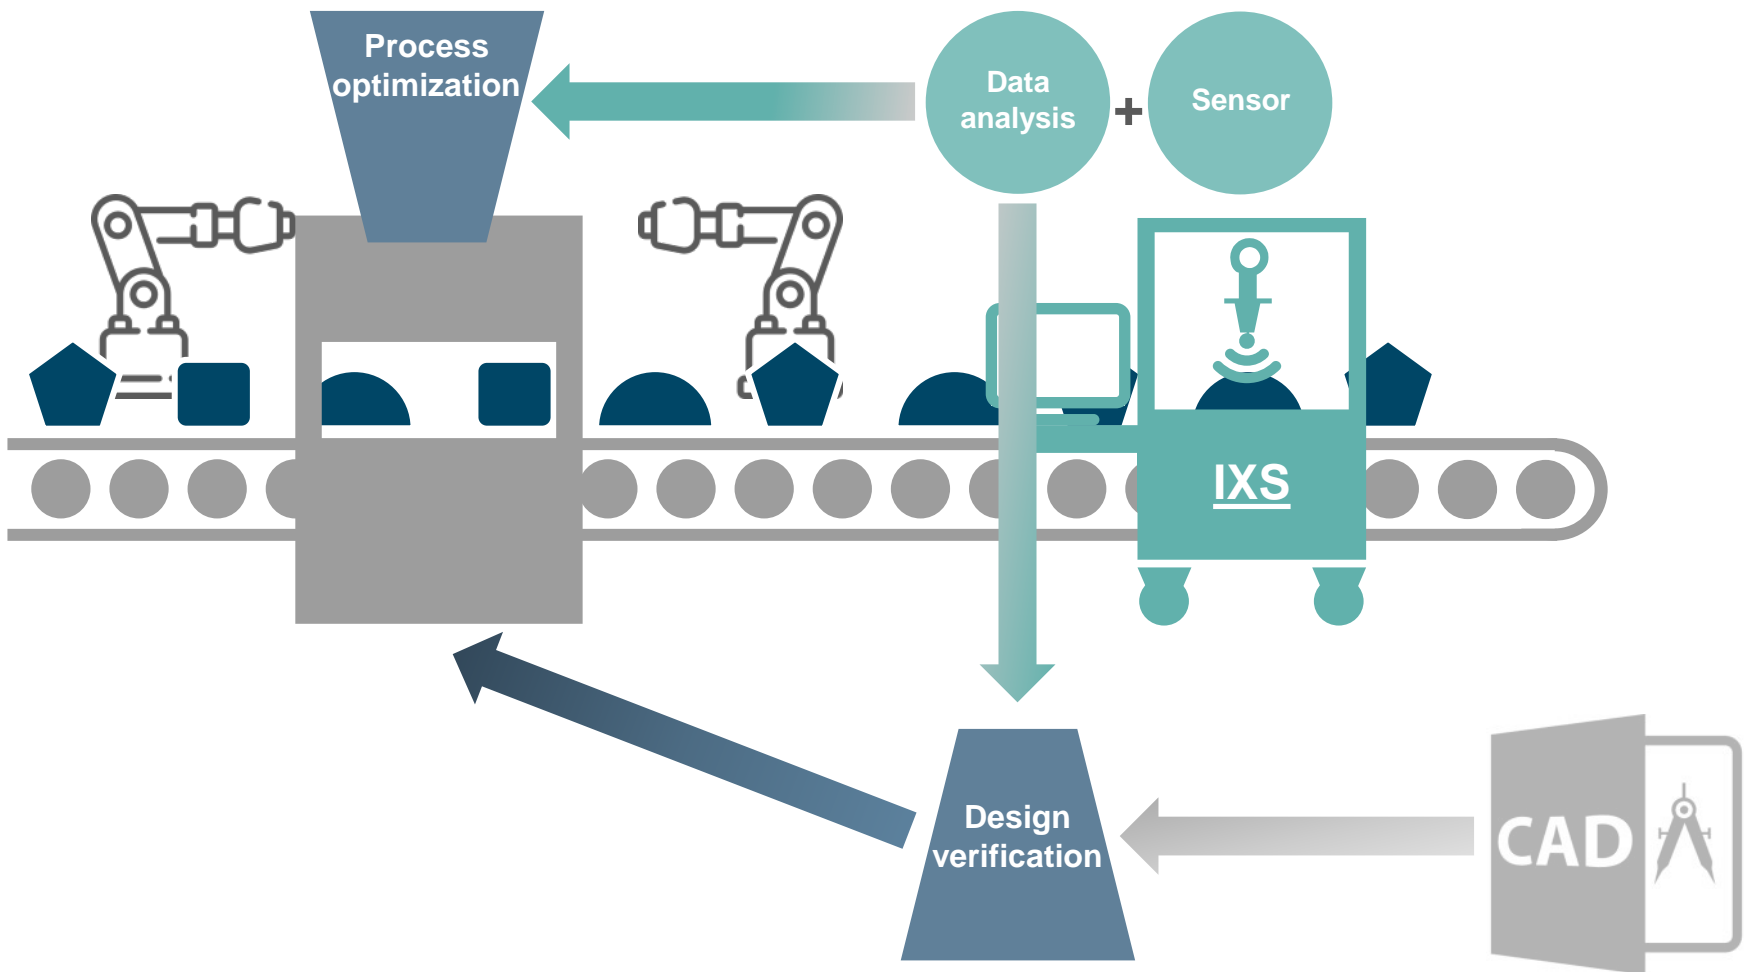 Process
optimization
Data
analysis
+
Sensor
IXS
Design
verification
CAD